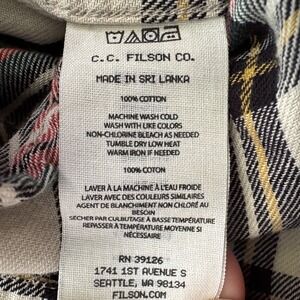 C.C. FILSON CO.
MADE IN SRI LANKA
100% COTTON
MACHINE WASH COLD
WASH WITH LIKE COLORS
NON-CHLORINE BLEACH AS NEEDED
TUMBLE DRY LOW HEAT
WARM IRON IF NEEDED
100% COTON
LAVER À LA MACHINE À L'EAU FROIDE
LAVER AVEC DES COULEURS SIMILAIRES
AGENT DE BLANCHIMENT NON CHLORÉ AU
BESOIN
SÉCHER PAR CULBUTAGE À BASSE TEMPÉRATURE
REPASSER À TEMPÉRATURE MOYENNE SI
NÉCESSAIRE
RN 39126
1741 1ST AVENUE S
SEATTLE, WA 98134
FILSON.COM